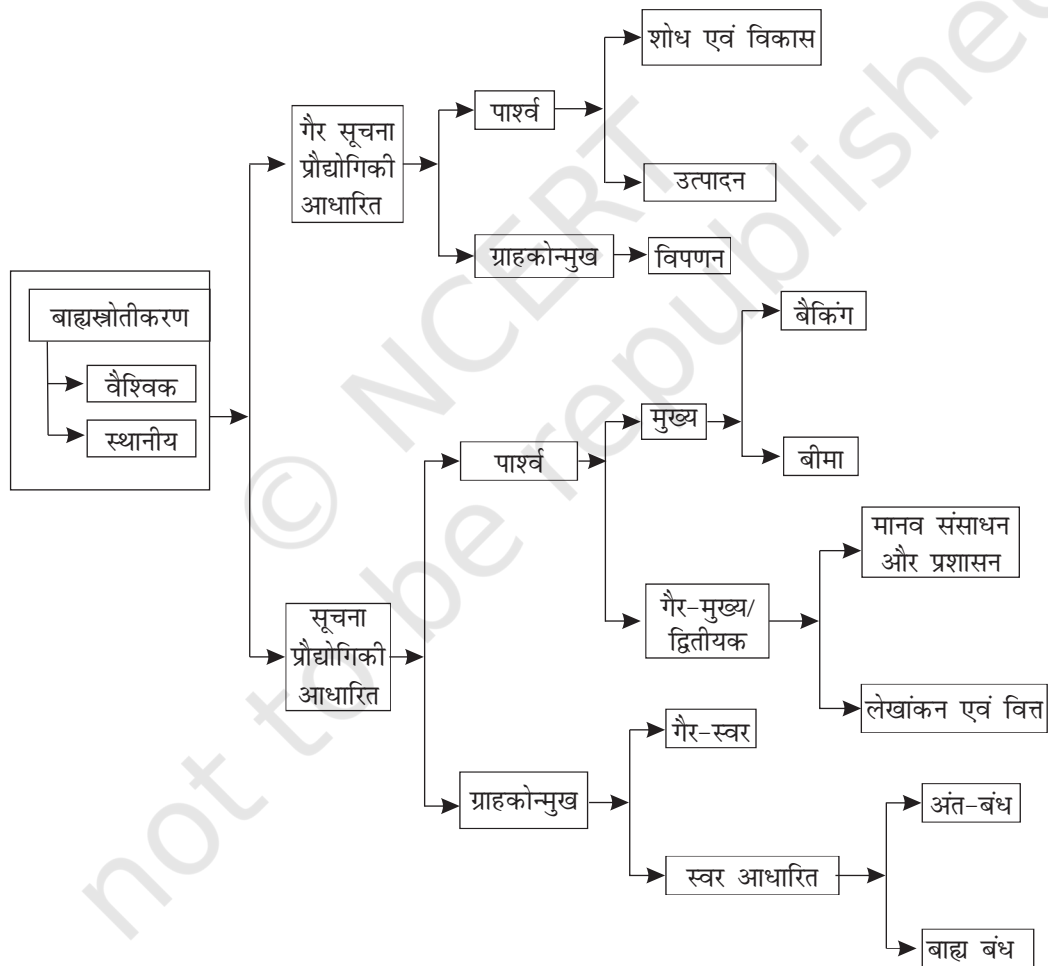 शोध एवं विकास
पार्श्व
गैर सूचना
प्रौद्योगिकी
आधारित
उत्पादन
ग्राहकोन्मुख
विपणन
बाह्यस्त्रोतीकरण
वैश्विक
स्थानीय
बैकिंग
मुख्य
पार्श्व
बीमा
मानव संसाधन
और प्रशासन
गैर-मुख्य/
द्वितीयक
सूचना
प्रौद्योगिकी
आधारित
लेखांकन एवं वित्त
गैर-स्वर
ग्राहकोन्मुख
अंत-बंध
स्वर आधारित
बाह्य बंध
© NCERT
not to be republished